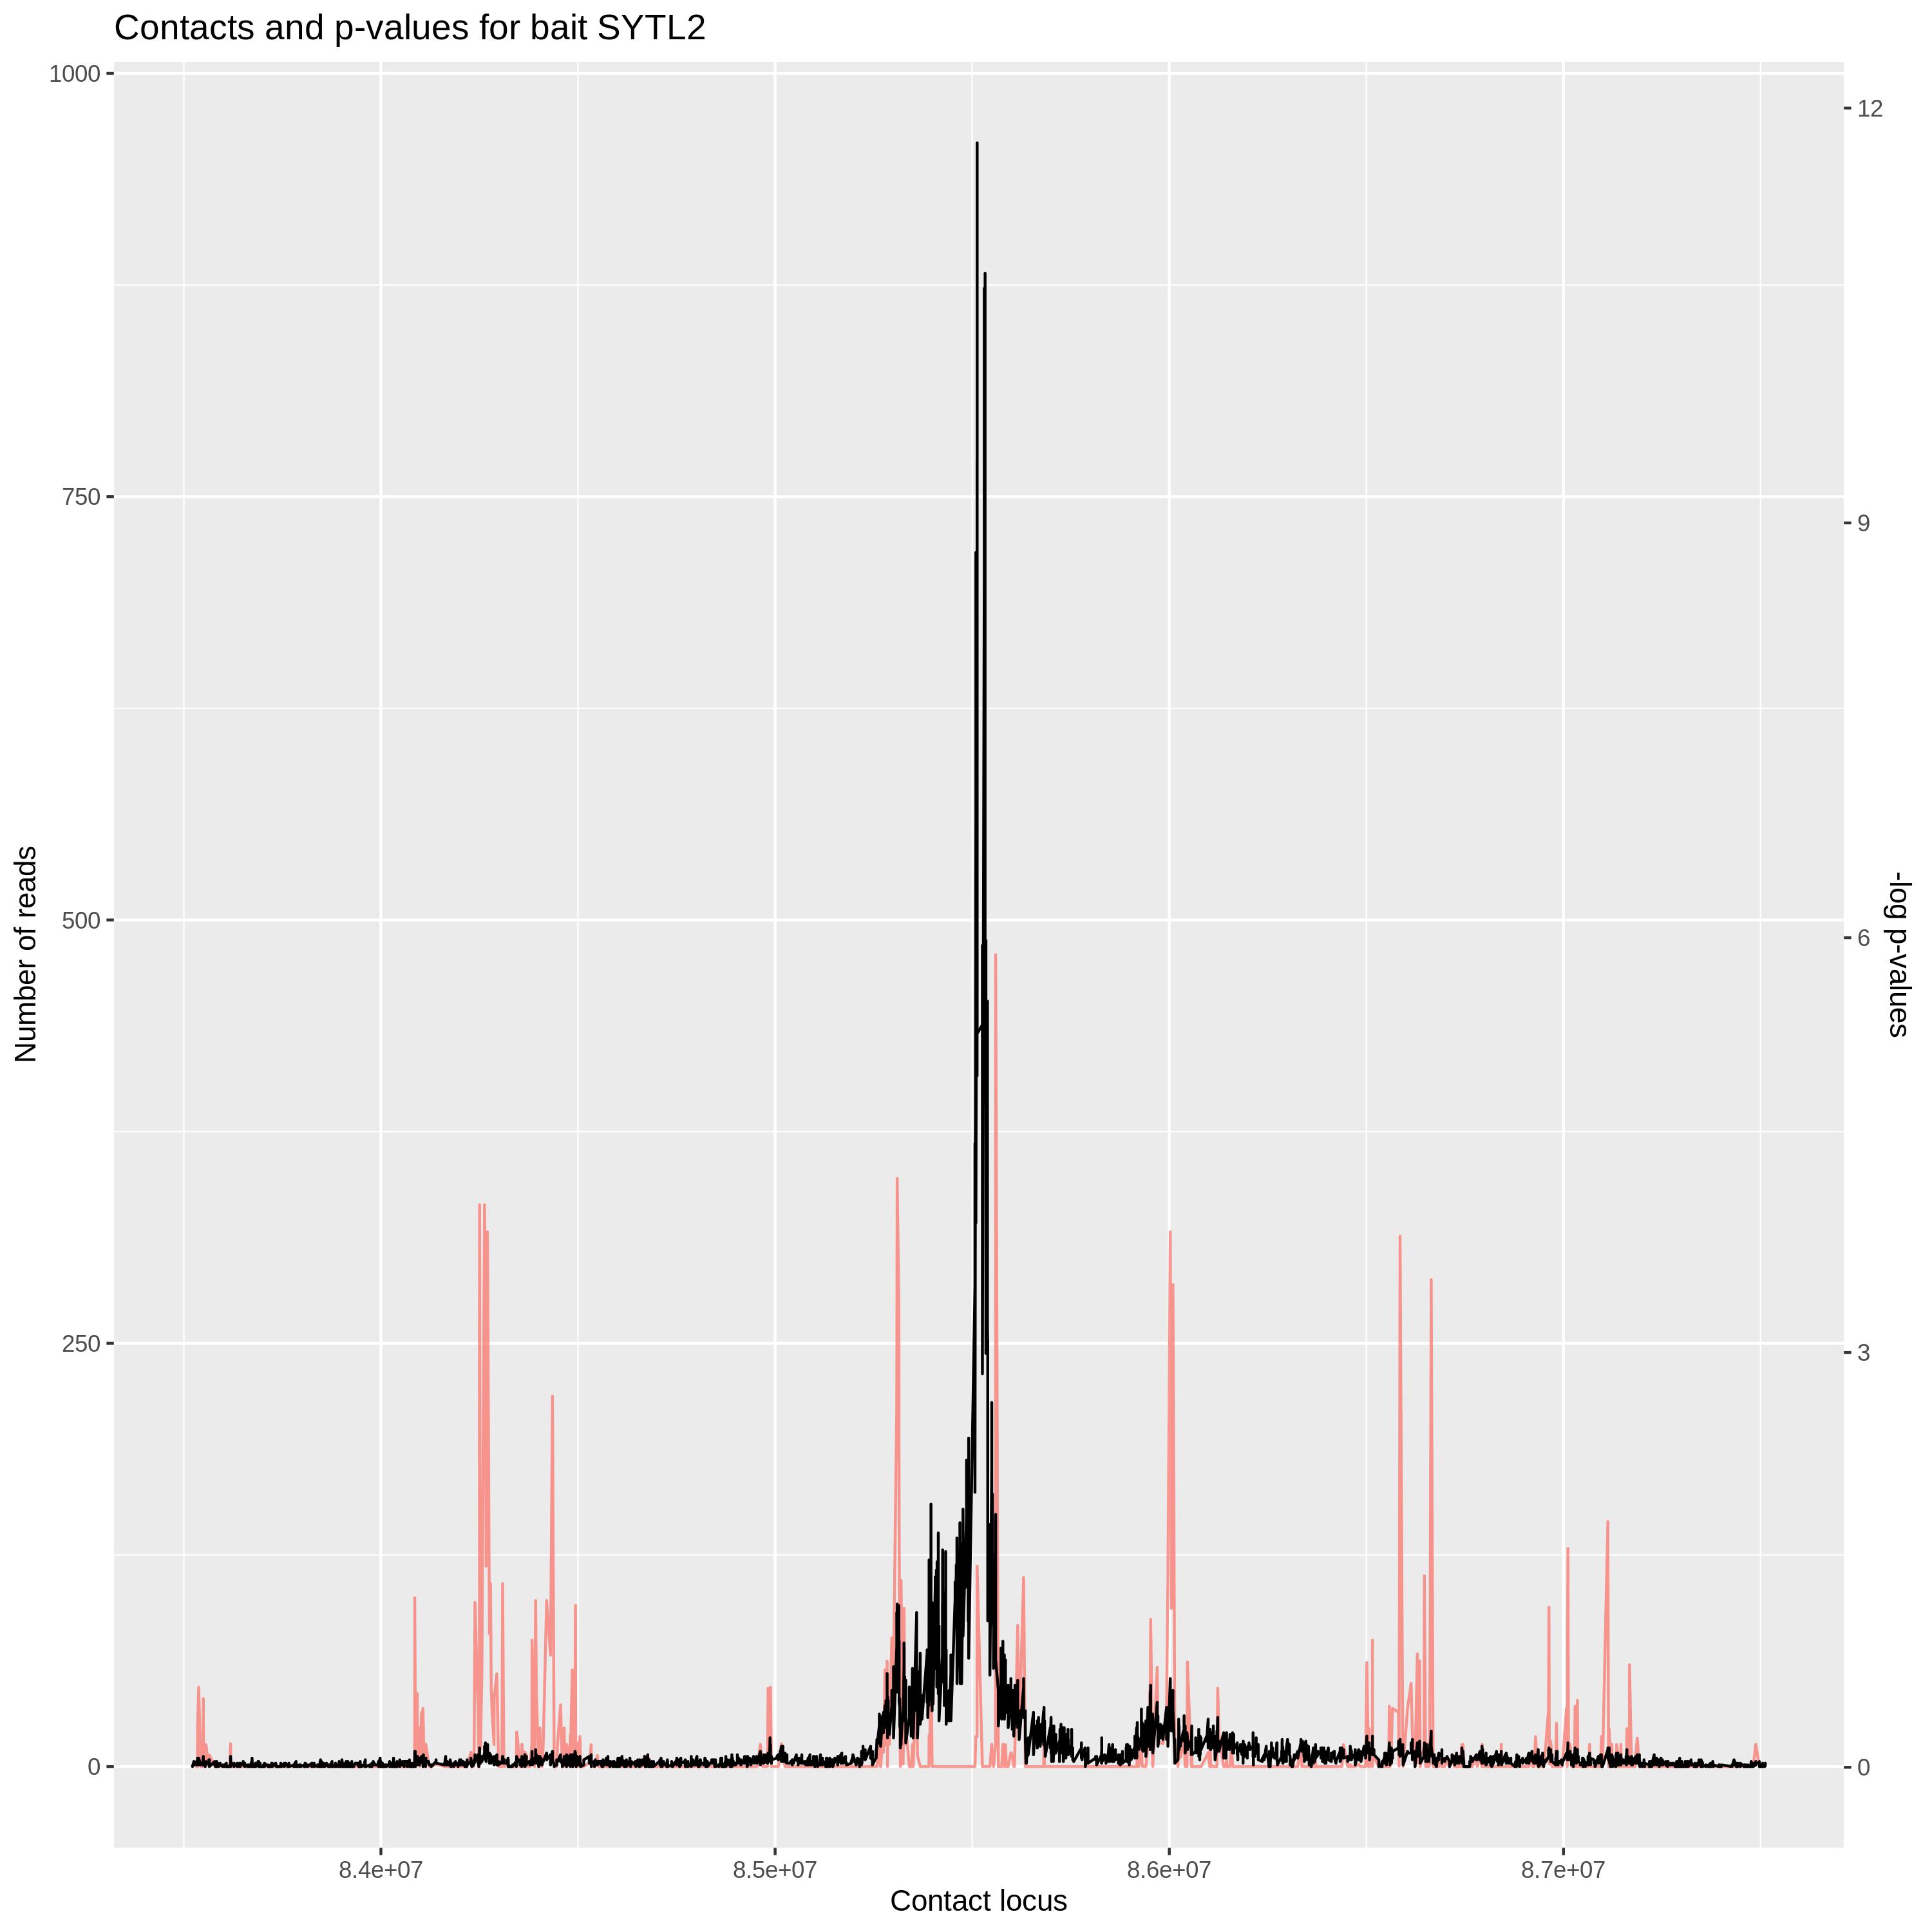 Contacts and p-values for bait SYTL2
1000
750
500
250
0
Number of reads
12
9
6
3
0
-log p-values
8.4e+07
8.5e+07
8.6e+07
8.7e+07
Contact locus